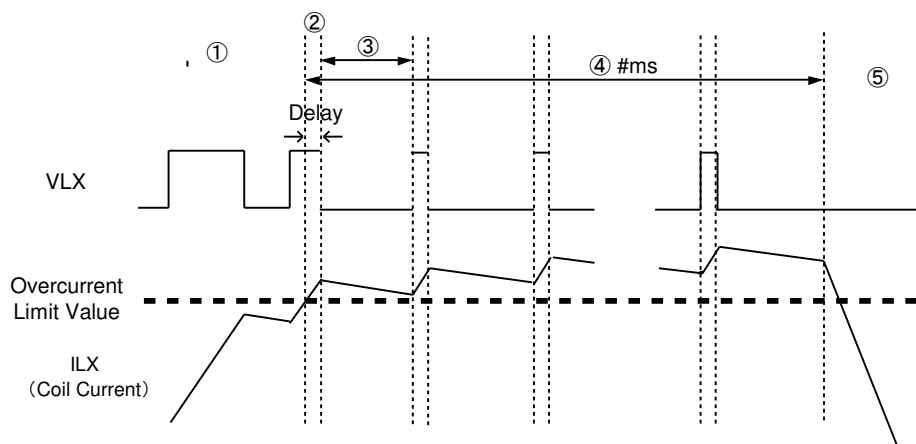 ②
①
③
④ #ms
⑤
Delay
VLX
Overcurrent
Limit Value
ILX
（Coil Current）